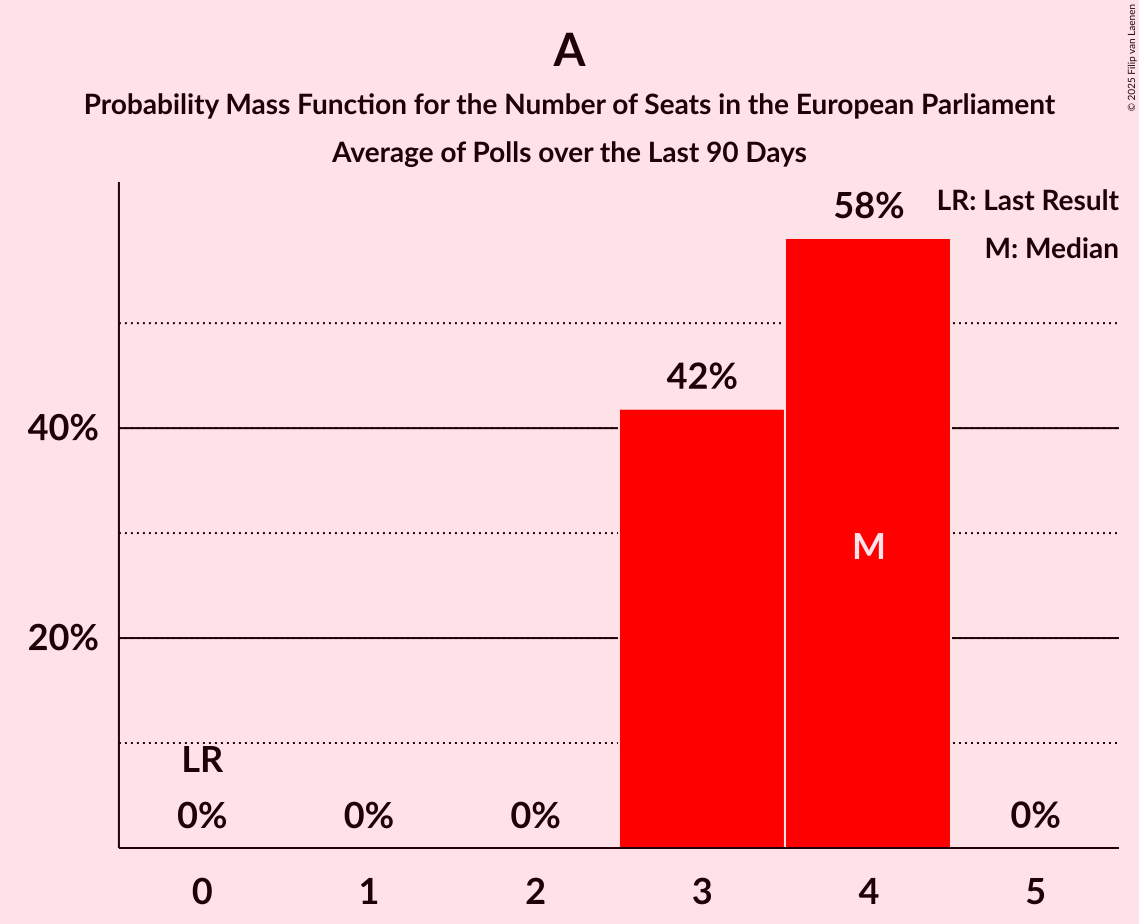 A
Probability Mass Function for the Number of Seats in the European Parliament
Average of Polls over the Last 90 Days
© 2025 Filip van Laenen
LR: Last Result
M: Median
58%
42%
40%
20%
M
LR
0%
0%
0%
0%
0
1
2
3
4
5